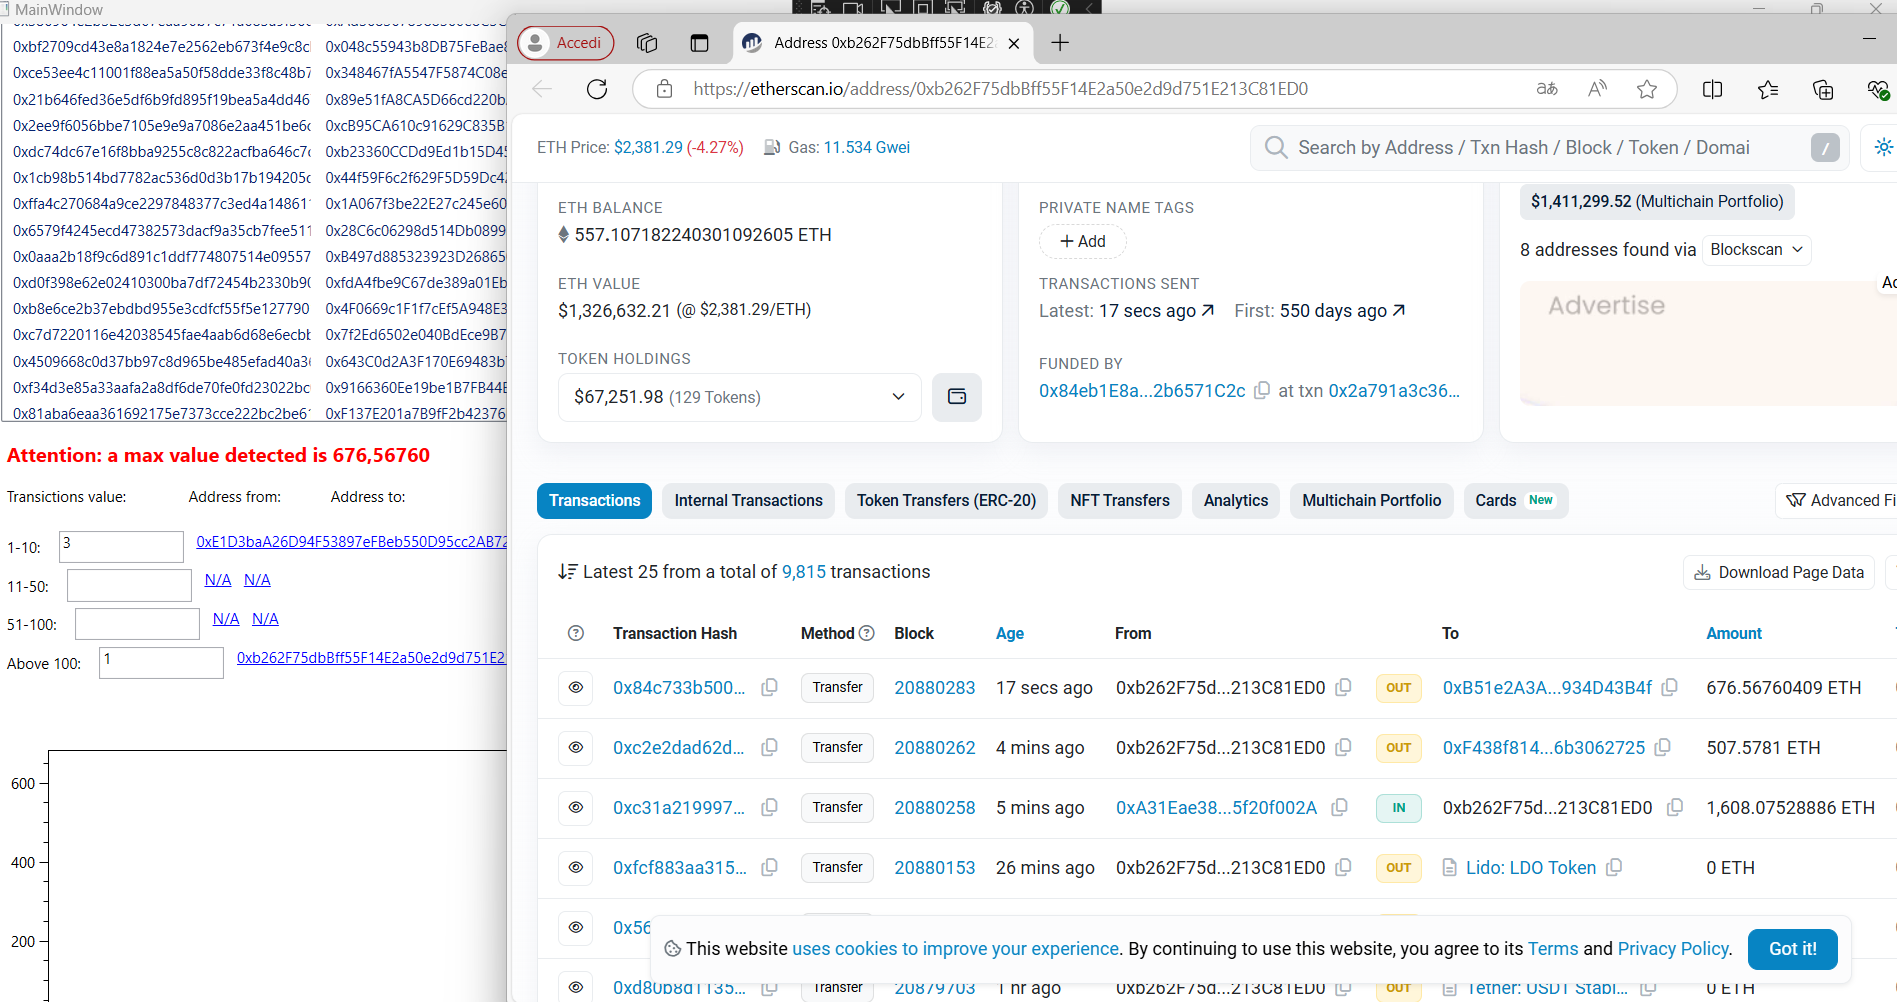 MainWindow
0xbf2709cd43e8a1824e7e2562eb673f4e9c8c
0x048c55943b8DB75FeBae8
0xce53ee4c11001f88ea5a50f58dde33f8c48b7
0x348467fA5547F5874C08e
0x21b646fed36e5df6b9fd895f19bea5a4dd46
0x89e51fA8CA5D66cd220b
0x2ee9f6056bbe7105e9e9a7086e2aa451be6c
0xcB95CA610c91629C835B
0xdc74dc67e16f8bba9255c8c822acfba646c7c
0xb23360CCDd9Ed1b15D45
0x1cb98b514bd7782ac536d0d3b17b194205c
0x44f59F6c2f629F5D59Dc4
0xffa4c270684a9ce2297848377c3ed4a14861
0x1A067f3be22E27c245e60
0x6579f4245ecd47382573dacf9a35cb7fee511
0x28C6c06298d514Db0899
0x0aaa2b18f9c6d891c1ddf774807514e09557
0xB497d885323923D26865
0xd0f398e62e02410300ba7df72454b2330b90
0xfdA4fbe9C67de389a01Eb
0xb8e6ce2b37ebdbd955e3cdfcf55f5e127790
0x4F0669c1F1f7cEf5A948E3
0xc7d7220116e42038545fae4aab6d68e6ecbb
0x7f2Ed6502e040BdEce9B7
0x4509668c0d37bb97c8d965be485efad40a3
0x643C0d2A3F170E69483b
0xf34d3e85a33aafa2a8df6de70fe0fd23022bc
0x9166360Ee19be1B7FB44E
0x81aba6eaa361692175e7373cce222bc2be6
0xF137E201a7B9fF2b42376
Attention: a max value detected is 676,56760
Transictions value: Address from: Address to:
1-10: 3 0xE1D3baA26D94F53897eFBeb550D95cc2AB72
11-50: N/A N/A
51-100: N/A N/A
Above 100: 1 0xb262F75dbBff55F14E2a50e2d9d751E2
600
400
200
Accedi
Address 0xb262F75dbBff55F14E2
https://etherscan.io/address/0xb262F75dbBff55F14E2a50e2d9d751E213C81ED0
ETH Price: $2,381.29 (-4.27%) Gas: 11.534 Gwei
Search by Address / Txn Hash / Block / Token / Domai /
ETH BALANCE
557.107182240301092605 ETH
ETH VALUE
$1,326,632.21 (@ $2,381.29/ETH)
TOKEN HOLDINGS
$67,251.98 (129 Tokens)
PRIVATE NAME TAGS
+ Add
TRANSACTIONS SENT
Latest: 17 secs ago ↗ First: 550 days ago ↗
FUNDED BY
0x84eb1E8a...2b6571C2c at txn 0x2a791a3c36...
$1,411,299.52 (Multichain Portfolio)
8 addresses found via Blockscan
Advertise
Transactions Internal Transactions Token Transfers (ERC-20) NFT Transfers Analytics Multichain Portfolio Cards New Advanced Fi
Latest 25 from a total of 9,815 transactions
Download Page Data
Transaction Hash Method Block Age From To Amount
0x84c733b500... Transfer 20880283 17 secs ago 0xb262F75d...213C81ED0 OUT 0xB51e2A3A...934D43B4f 676.56760409 ETH
0xc2e2dad62d... Transfer 20880262 4 mins ago 0xb262F75d...213C81ED0 OUT 0xF438f814...6b3062725 507.5781 ETH
0xc31a219997... Transfer 20880258 5 mins ago 0xA31Eae38...5f20f002A IN 0xb262F75d...213C81ED0 1,608.07528886 ETH
0xfcf883aa315... Transfer 20880153 26 mins ago 0xb262F75d...213C81ED0 OUT Lido: LDO Token 0 ETH
0x56
This website uses cookies to improve your experience. By continuing to use this website, you agree to its Terms and Privacy Policy. Got it!
0xd80b8d1135... Transfer 20879703 1 hr ago 0xb262F75d...213C81ED0 OUT Tether: USDT Stabl... 0 ETH